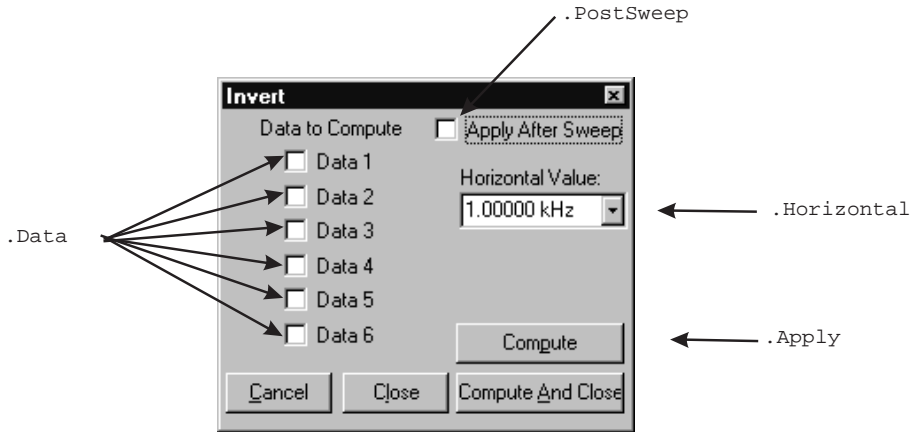 .PostSweep
Invert
Data to Compute
Apply After Sweep
Data 1
Data 2
Data 3
Data 4
Data 5
Data 6
Horizontal Value:
1.00000 kHz
.Horizontal
.Data
Compute
.Apply
Cancel
Close
Compute And Close